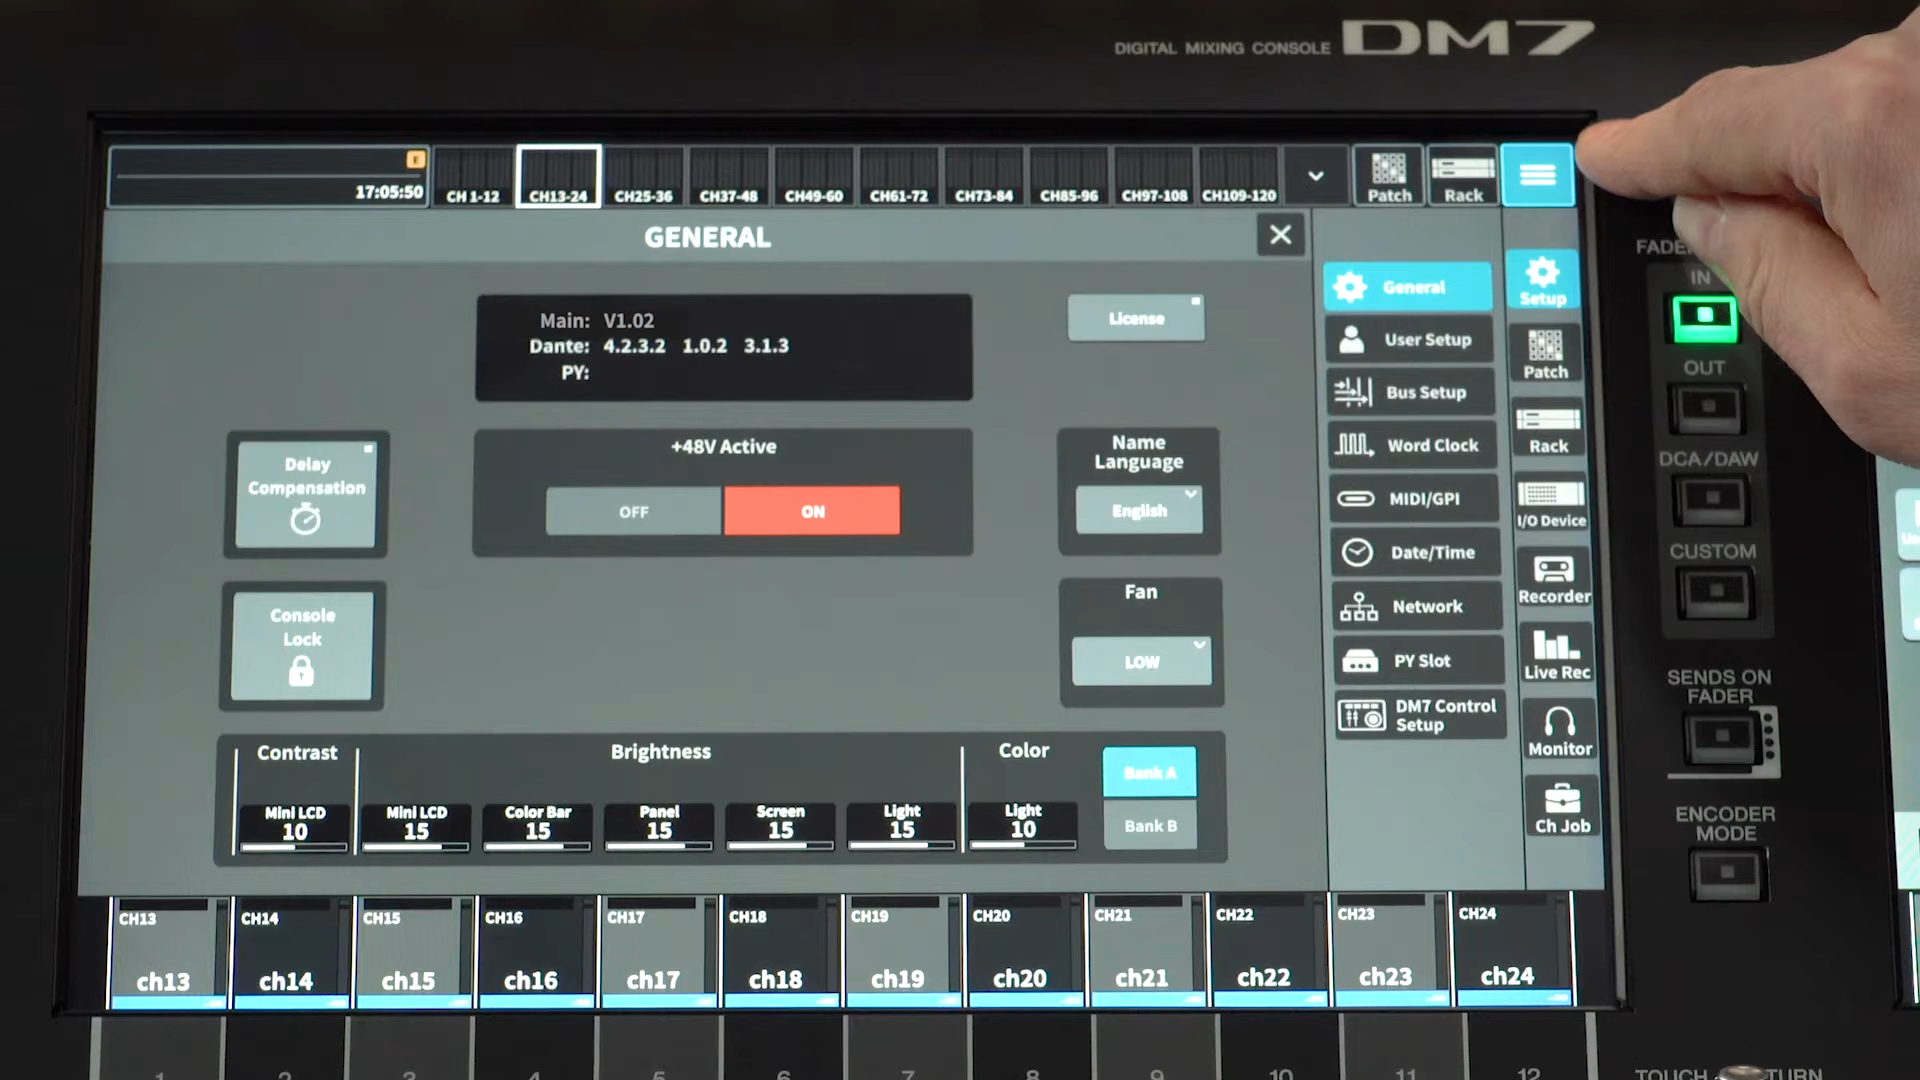 DIGITAL MIXING CONSOLE DM7
17:05:50
E
CH 1-12
CH13-24
CH25-36
CH37-48
CH49-60
CH61-72
CH73-84
CH85-96
CH97-108
CH109-120
Patch
Rack
GENERAL
Main: V1.02
Dante: 4.2.3.2 1.0.2 3.1.3
PY:
License
Delay
Compensation
+48V Active
OFF
ON
Name
Language
English
Console
Lock
Fan
LOW
Contrast
Brightness
Color
Mini LCD
10
Mini LCD
15
Color Bar
15
Panel
15
Screen
15
Light
15
Light
10
Bank A
Bank B
General
User Setup
Bus Setup
Word Clock
MIDI/GPI
Date/Time
Network
PY Slot
DM7 Control
Setup
Setup
Patch
Rack
I/O Device
Recorder
Live Rec
Monitor
Ch Job
IN
OUT
DCA/DAW
CUSTOM
SENDS ON
FADER
ENCODER
MODE
CH13
ch13
CH14
ch14
CH15
ch15
CH16
ch16
CH17
ch17
CH18
ch18
CH19
ch19
CH20
ch20
CH21
ch21
CH22
ch22
CH23
ch23
CH24
ch24
1 2 3 4 5 6 7 8 9 10 11 12
TOUCH
TURN